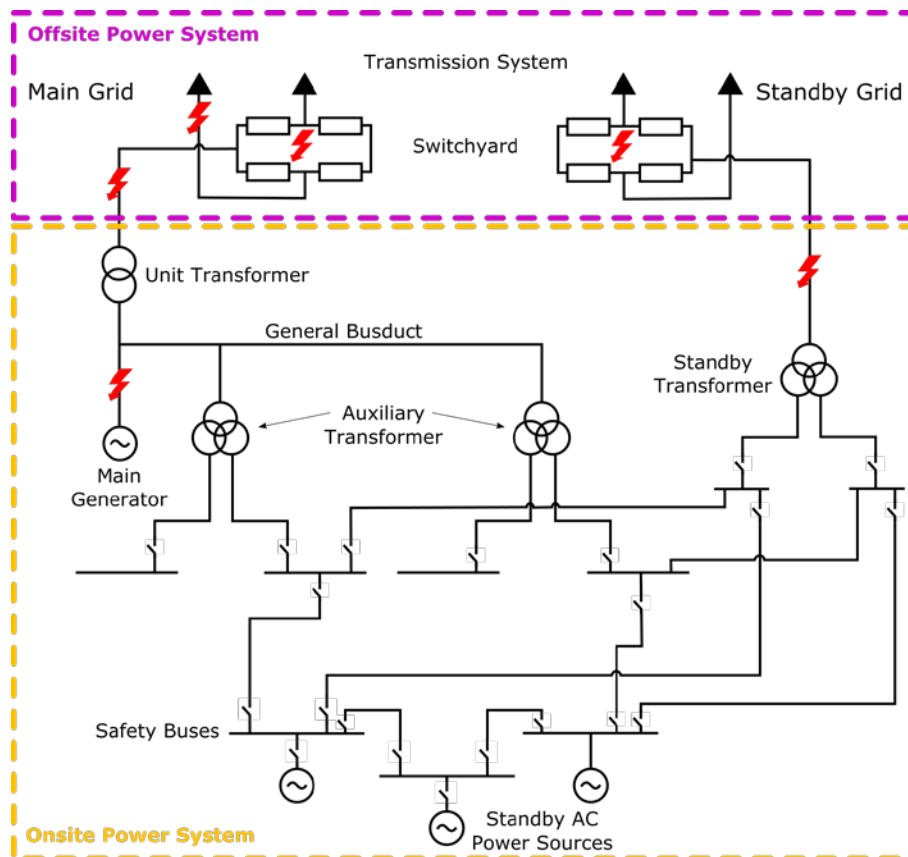 Offsite Power System
Transmission System
Main Grid
Standby Grid
Switchyard
Unit Transformer
General Busduct
Standby
Transformer
Auxiliary
Transformer
Main
Generator
Safety Buses
Standby AC
Power Sources
Onsite Power System